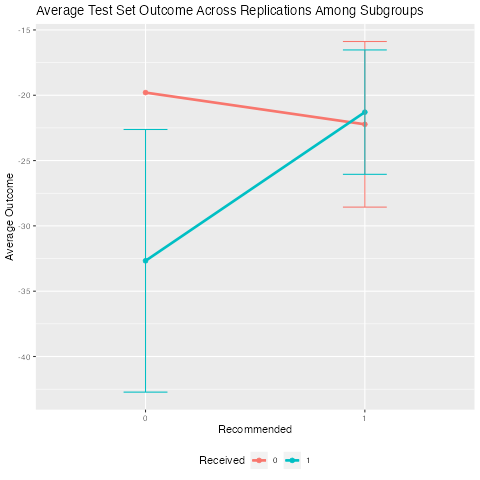 Average Test Set Outcome Across Replications Among Subgroups
Average Outcome
-15
-20
-25
-30
-35
-40
0 1
Recommended
Received 0 1